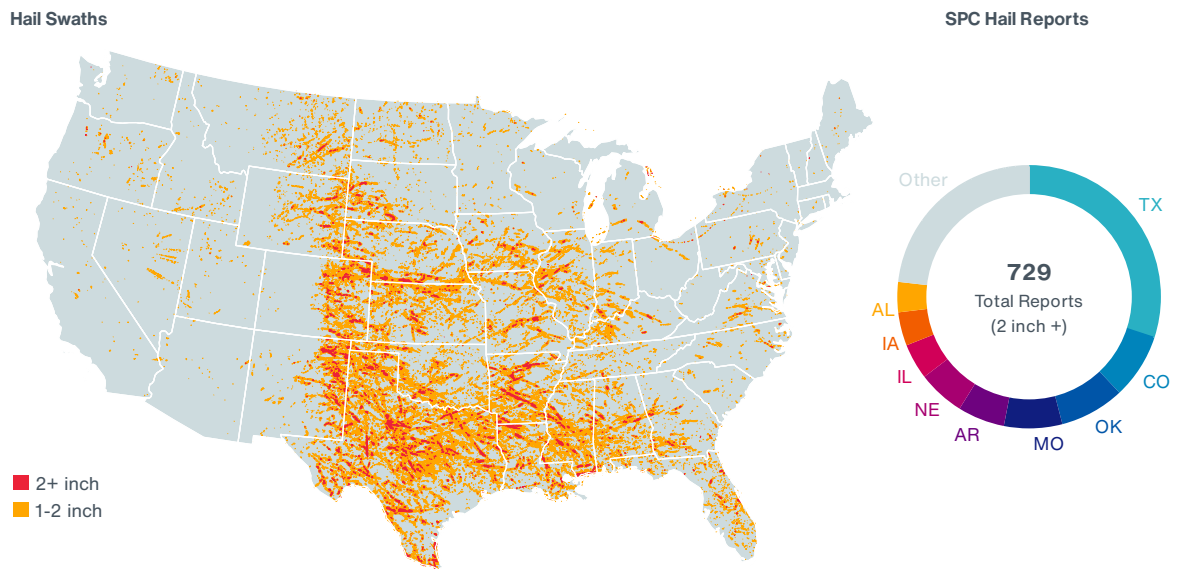 Hail Swaths
SPC Hail Reports
Other
TX
729
Total Reports
(2 inch +)
AL
IA
IL
NE
AR
MO
OK
CO
2+ inch
1-2 inch